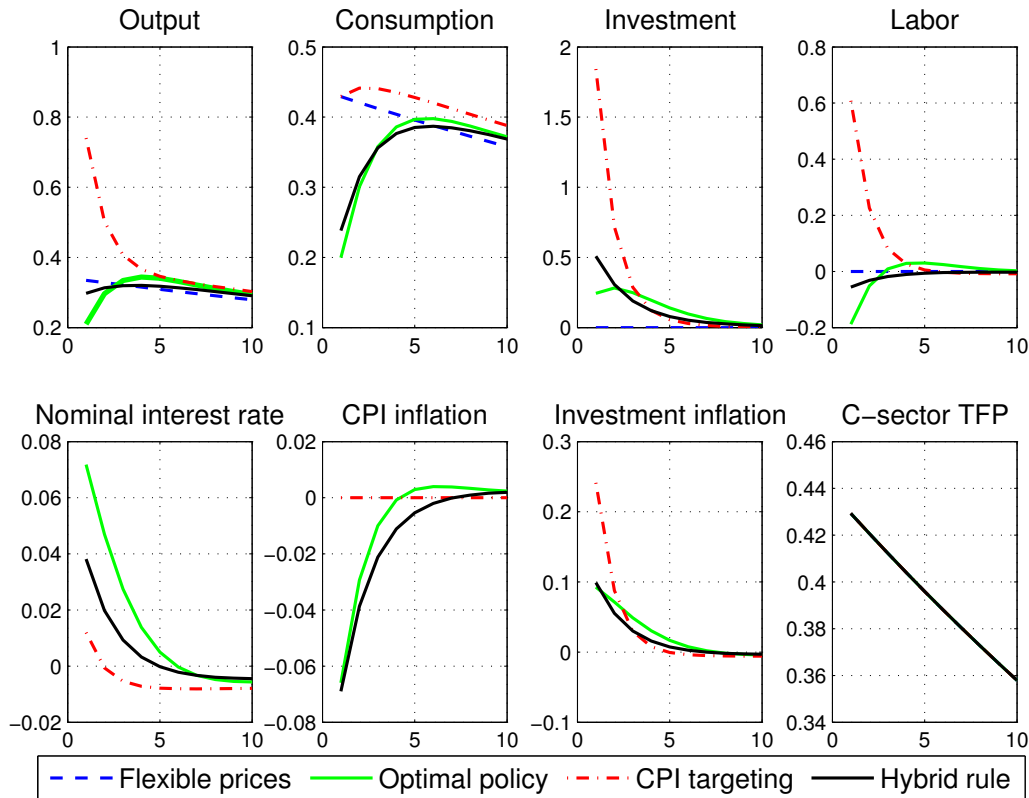 Output Consumption Investment Labor
1 0.5 2 0.8
0.8 0.4 1.5 0.6
0.6 0.3 1 0.4
0.4 0.2 0.5 0.2
0.2 0.1 0 0
−0.2
0 5 10 0 5 10 0 5 10 0 5 10
Nominal interest rate CPI inflation Investment inflation C−sector TFP
0.08 0.02 0.3 0.46
0.06 0 0.2 0.44
0.04 −0.02 0.1 0.42
0.02 −0.04 0 0.4
0 −0.06 −0.1 0.38
−0.02 −0.08 0.36
0.34
0 5 10 0 5 10 0 5 10 0 5 10
Flexible prices Optimal policy CPI targeting Hybrid rule